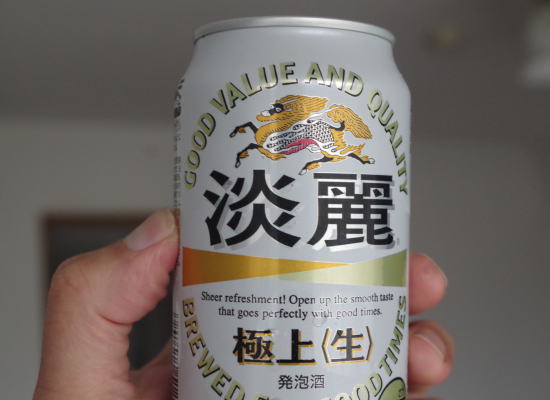 GOOD VALUE AND QUALITY
淡麗
Sheer refreshment! Open up the smooth taste
that goes perfectly with good times.
極上〈生〉
発泡酒
BREWED FOR GOOD TIMES